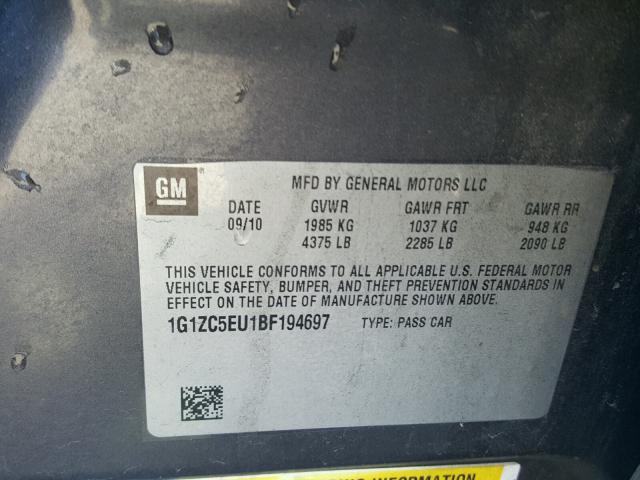 GM
MFD BY GENERAL MOTORS LLC
DATE GVWR GAWR FRT GAWR RR
09/10 1985 KG 1037 KG 948 KG
4375 LB 2285 LB 2090 LB
THIS VEHICLE CONFORMS TO ALL APPLICABLE U.S. FEDERAL MOTOR
VEHICLE SAFETY, BUMPER, AND THEFT PREVENTION STANDARDS IN
EFFECT ON THE DATE OF MANUFACTURE SHOWN ABOVE.
1G1ZC5EU1BF194697 TYPE: PASS CAR
INFORMATION